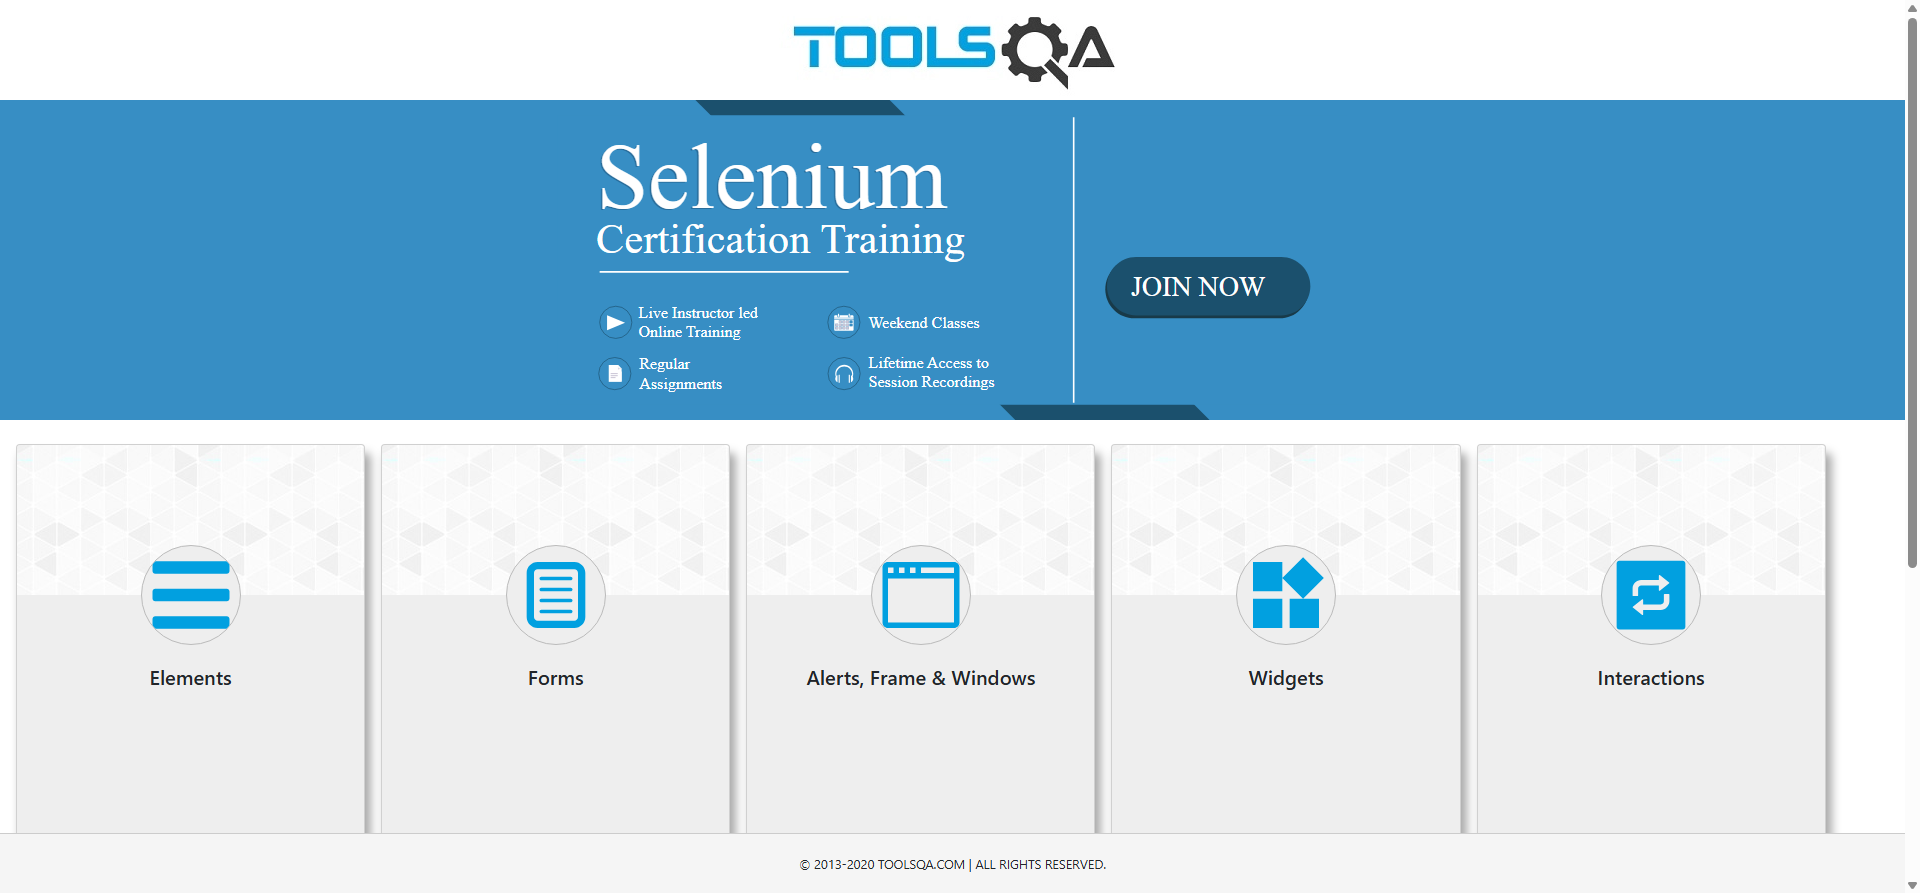 TOOLSQA
Selenium
Certification Training
JOIN NOW
Live Instructor led
Online Training
Weekend Classes
Regular
Assignments
Lifetime Access to
Session Recordings
Elements
Forms
Alerts, Frame & Windows
Widgets
Interactions
© 2013-2020 TOOLSQA.COM | ALL RIGHTS RESERVED.